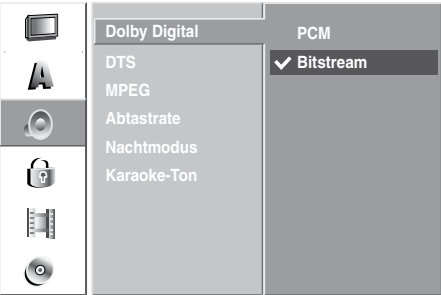 Dolby Digital
DTS
MPEG
Abtastrate
Nachtmodus
Karaoke-Ton
PCM
Bitstream